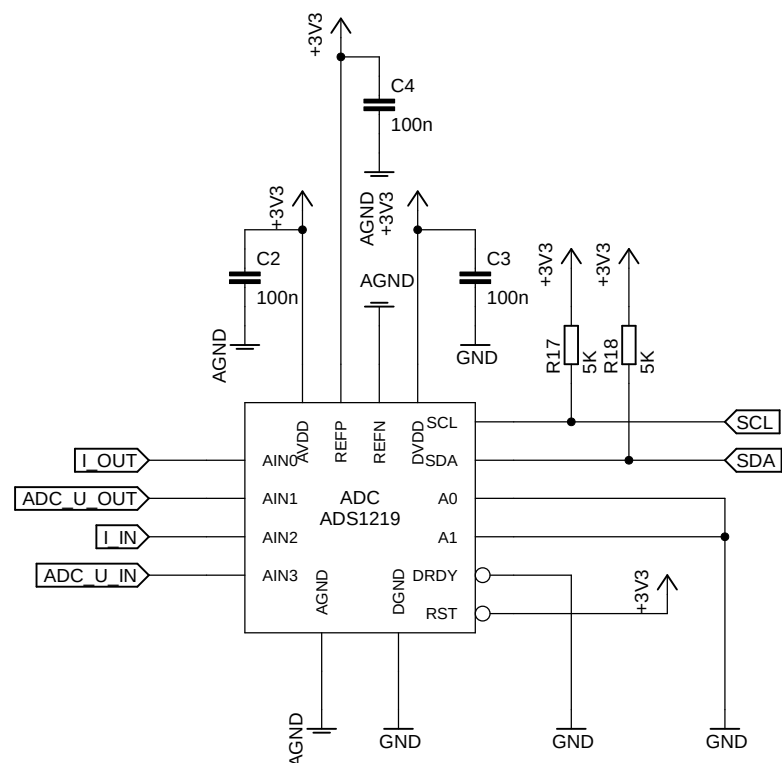 +3V3
C4
100n
AGND
+3V3
+3V3
C2
100n
AGND
AGND
C3
100n
GND
+3V3
+3V3
R17
5K
R18
5K
AVDD
REFP
REFN
DVDD
SCL
SCL
SDA
SDA
I_OUT
AIN0
ADC_U_OUT
AIN1
ADC
ADS1219
A0
I_IN
AIN2
A1
ADC_U_IN
AIN3
AGND
DGND
DRDY
RST
+3V3
AGND
GND
GND
GND